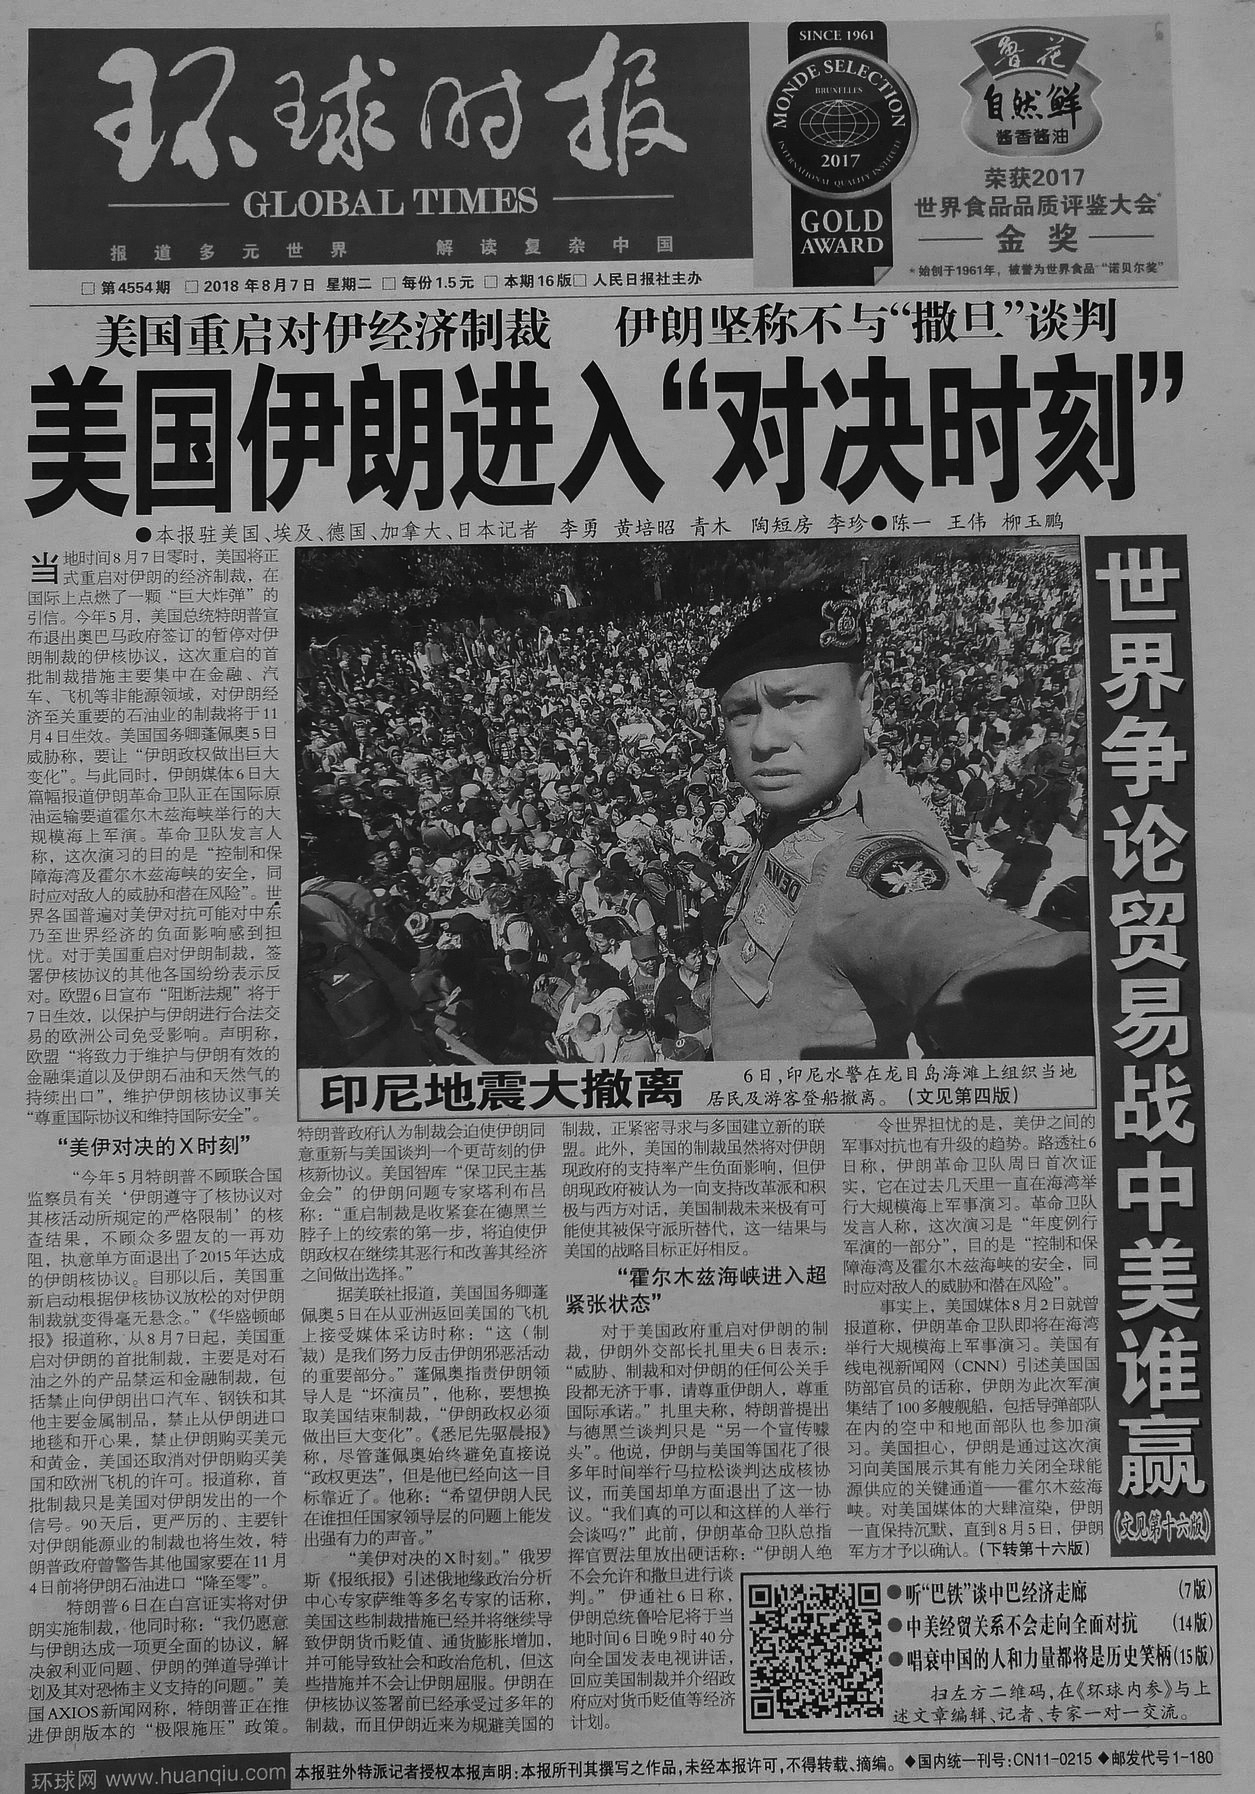 环球时报
GLOBAL TIMES
报道多元世界 解读复杂中国
SINCE 1961
MONDE SELECTION
BRUXELLES
2017
INTERNATIONAL QUALITY INSTITUTE
GOLD
AWARD
鲁花
自然鲜
酱香酱油
荣获2017
世界食品品质评鉴大会*
金奖
*始创于1961年，被誉为世界食品“诺贝尔奖”
□ 第4554期 □ 2018年8月7日 星期二 □ 每份1.5元 □ 本期16版 □ 人民日报社主办
美国重启对伊经济制裁 伊朗坚称不与“撒旦”谈判
美国伊朗进入“对决时刻”
●本报驻美国、埃及、德国、加拿大、日本记者 李勇 黄培昭 青木 陶短房 李珍●陈一 王伟 柳玉鹏
当地时间8月7日零时，美国将正
式重启对伊朗的经济制裁，在
国际上点燃了一颗“巨大炸弹”的
引信。今年5月，美国总统特朗普宣
布退出奥巴马政府签订的暂停对伊
朗制裁的伊核协议，这次重启的首
批制裁措施主要集中在金融、汽
车、飞机等非能源领域，对伊朗经
济至关重要的石油业的制裁将于11
月4日生效。美国国务卿蓬佩奥5日
威胁称，要让“伊朗政权做出巨大
变化”。与此同时，伊朗媒体6日大
篇幅报道伊朗革命卫队正在国际原
油运输要道霍尔木兹海峡举行的大
规模海上军演。革命卫队发言人
称，这次演习的目的是“控制和保
障海湾及霍尔木兹海峡的安全，同
时应对敌人的威胁和潜在风险”。世
界各国普遍对美伊对抗可能对中东
乃至世界经济的负面影响感到担
忧。对于美国重启对伊朗制裁，签
署伊核协议的其他各国纷纷表示反
对。欧盟6日宣布“阻断法规”将于
7日生效，以保护与伊朗进行合法交
易的欧洲公司免受影响。声明称，
欧盟“将致力于维护与伊朗有效的
金融渠道以及伊朗石油和天然气的
持续出口”，维护伊核协议事关
“尊重国际协议和维持国际安全”。
“美伊对决的X时刻”
“今年5月特朗普不顾联合国
监察员有关‘伊朗遵守了核协议对
其核活动所规定的严格限制’的核
查结果，不顾众多盟友的一再劝
阻，执意单方面退出了2015年达成
的伊朗核协议。自那以后，美国重
新启动根据伊核协议放松的对伊朗
制裁就变得毫无悬念。”《华盛顿邮
报》报道称，从8月7日起，美国重
启对伊朗的首批制裁，主要是对石
油之外的产品禁运和金融制裁，包
括禁止向伊朗出口汽车、钢铁和其
他主要金属制品，禁止从伊朗进口
地毯和开心果，禁止伊朗购买美元
和黄金，美国还取消对伊朗购买美
国和欧洲飞机的许可。报道称，首
批制裁只是美国对伊朗发出的一个
信号。90天后，更严厉的、主要针
对伊朗能源业的制裁也将生效，特
朗普政府曾警告其他国家要在11月
4日前将伊朗石油进口“降至零”。
特朗普6日在白宫证实将对伊
朗实施制裁，他同时称：“我仍愿意
与伊朗达成一项更全面的协议，解
决叙利亚问题、伊朗的弹道导弹计
划及其对恐怖主义支持的问题。”美
国AXIOS新闻网称，特朗普正在推
进伊朗版本的“极限施压”政策。
印尼地震大撤离
6日，印尼水警在龙目岛海滩上组织当地
居民及游客登船撤离。（文见第四版）
特朗普政府认为制裁会迫使伊朗同
意重新与美国谈判一个更苛刻的伊
核新协议。美国智库“保卫民主基
金会”的伊朗问题专家塔利布吕
称：“重启制裁是收紧套在德黑兰
脖子上的绞索的第一步，将迫使伊
朗政权在继续其恶行和改善其经济
之间做出选择。”
据美联社报道，美国国务卿蓬
佩奥5日在从亚洲返回美国的飞机
上接受媒体采访时称：“这（制
裁）是我们努力反击伊朗邪恶活动
的重要部分。”蓬佩奥指责伊朗领
导人是“坏演员”，他称，要想换
取美国结束制裁，“伊朗政权必须
做出巨大变化”。《悉尼先驱晨报》
称，尽管蓬佩奥始终避免直接说
“政权更迭”，但是他已经向这一目
标靠近了。他称：“希望伊朗人民
在谁担任国家领导层的问题上能发
出强有力的声音。”
“美伊对决的X时刻。”俄罗
斯《报纸报》引述俄地缘政治分析
中心专家萨维等多名专家的话称，
美国这些制裁措施已经并将继续导
致伊朗货币贬值、通货膨胀增加，
并可能导致社会和政治危机，但这
些措施并不会让伊朗屈服。伊朗在
伊核协议签署前已经承受过多年的
制裁，而且伊朗近来为规避美国的
制裁，正紧密寻求与多国建立新的联
盟。此外，美国的制裁虽然将对伊朗
现政府的支持率产生负面影响，但伊
朗现政府被认为一向支持改革派和积
极与西方对话，美国制裁未来极有可
能使其被保守派所替代，这一结果与
美国的战略目标正好相反。
“霍尔木兹海峡进入超
紧张状态”
对于美国政府重启对伊朗的制
裁，伊朗外交部长扎里夫6日表示：
“威胁、制裁和对伊朗的任何公关手
段都无济于事，请尊重伊朗人，尊重
国际承诺。”扎里夫称，特朗普提出
与德黑兰谈判只是“另一个宣传噱
头”。他说，伊朗与美国等国花了很
多年时间举行马拉松谈判达成核协
议，而美国却单方面退出了这一协
议。“我们真的可以和这样的人举行
会谈吗？”此前，伊朗革命卫队总指
挥官贾法里放出硬话称：“伊朗人绝
不会允许和撒旦进行谈
判。”伊通社6日称，
伊朗总统鲁哈尼将于当
地时间6日晚9时40分
向全国发表电视讲话，
回应美国制裁并介绍政
府应对货币贬值等经济
计划。
令世界担忧的是，美伊之间的
军事对抗也有升级的趋势。路透社6
日称，伊朗革命卫队周日首次证
实，它在过去几天里一直在海湾举
行大规模海上军事演习。革命卫队
发言人称，这次演习是“年度例行
军演的一部分”，目的是“控制和保
障海湾及霍尔木兹海峡的安全，同
时应对敌人的威胁和潜在风险”。
事实上，美国媒体8月2日就曾
报道称，伊朗革命卫队即将在海湾
举行大规模海上军事演习。美国有
线电视新闻网（CNN）引述美国国
防部官员的话称，伊朗为此次军演
集结了100多艘舰船，包括导弹部队
在内的空中和地面部队也参加演
习。美国担心，伊朗是通过这次演
习向美国展示其有能力关闭全球能
源供应的关键通道——霍尔木兹海
峡。对美国媒体的大肆渲染，伊朗
一直保持沉默，直到8月5日，伊朗
军方才予以确认。（下转第十六版）
世界争论贸易战中美谁赢
（文见第十六版）
●听“巴铁”谈中巴经济走廊 （7版）
●中美经贸关系不会走向全面对抗 （14版）
●唱衰中国的人和力量都将是历史笑柄（15版）
扫左方二维码，在《环球内参》与上
述文章编辑、记者、专家一对一交流。
环球网 www.huanqiu.com
本报驻外特派记者授权本报声明：本报所刊其撰写之作品，未经本报许可，不得转载、摘编。 ◆国内统一刊号：CN11-0215 ◆邮发代号1-180